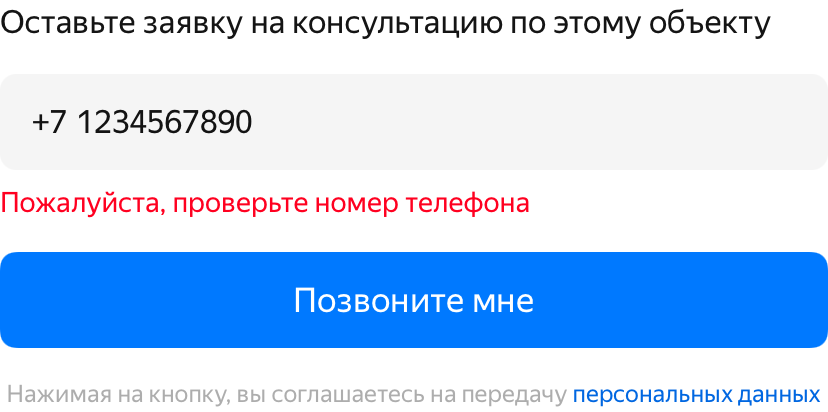 Оставьте заявку на консультацию по этому объекту
+7 1234567890
Пожалуйста, проверьте номер телефона
Позвоните мне
Нажимая на кнопку, вы соглашаетесь на передачу персональных данных